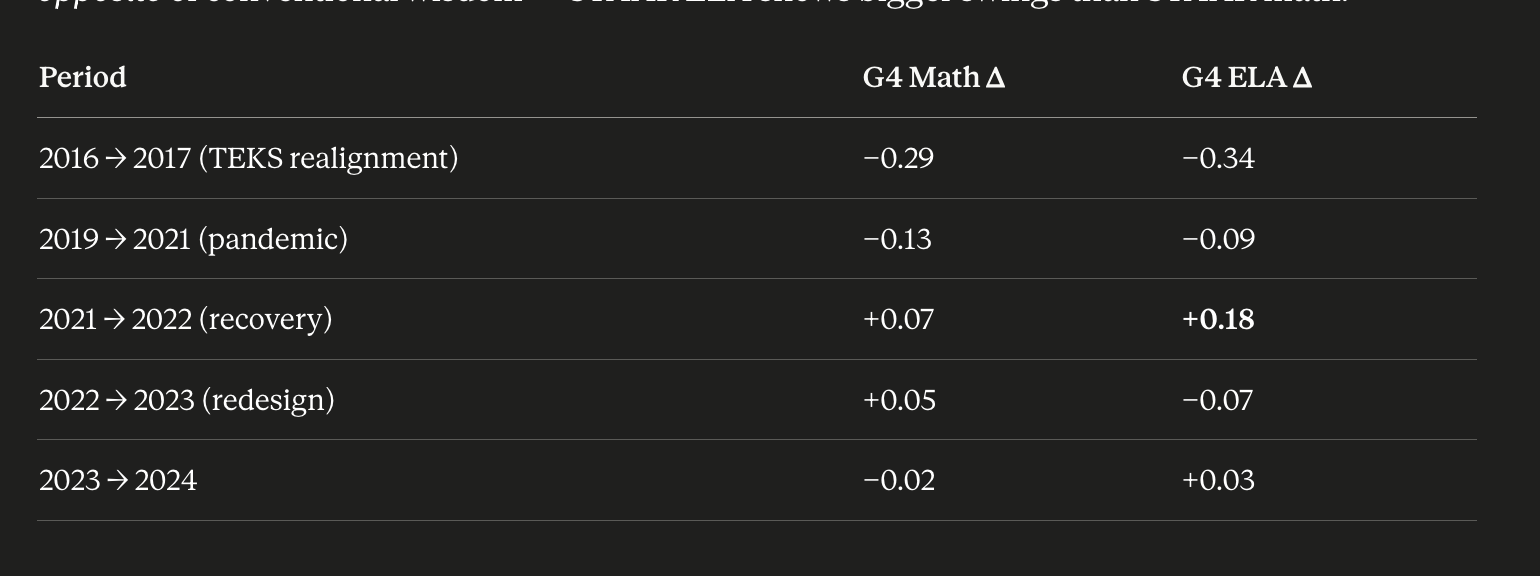 Period G4 Math Δ G4 ELA Δ
2016 → 2017 (TEKS realignment) −0.29 −0.34
2019 → 2021 (pandemic) −0.13 −0.09
2021 → 2022 (recovery) +0.07 +0.18
2022 → 2023 (redesign) +0.05 −0.07
2023 → 2024 −0.02 +0.03